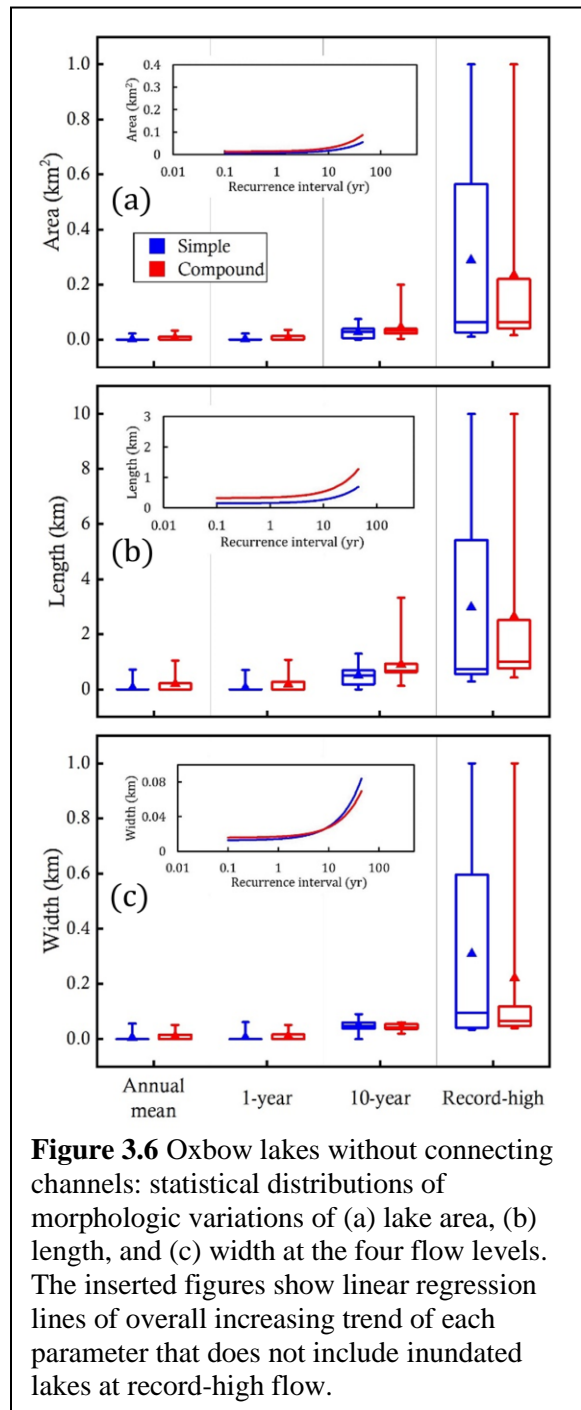 1.0
0.8
0.6
0.4
0.2
0.0
Area (km²)
0.4
0.3
0.2
0.1
0
Area (km²)
0.01 0.1 1 10 100
Recurrence interval (yr)
(a)
Simple
Compound
10
8
6
4
2
0
Length (km)
3
2
1
0
Length (km)
0.01 0.1 1 10 100
Recurrence interval (yr)
(b)
1.0
0.8
0.6
0.4
0.2
0.0
Width (km)
0.08
0.04
0
Width (km)
0.01 0.1 1 10 100
Recurrence interval (yr)
(c)
Annual
mean
1-year
10-year
Record-high
Figure 3.6 Oxbow lakes without connecting
channels: statistical distributions of
morphologic variations of (a) lake area, (b)
length, and (c) width at the four flow levels.
The inserted figures show linear regression
lines of overall increasing trend of each
parameter that does not include inundated
lakes at record-high flow.